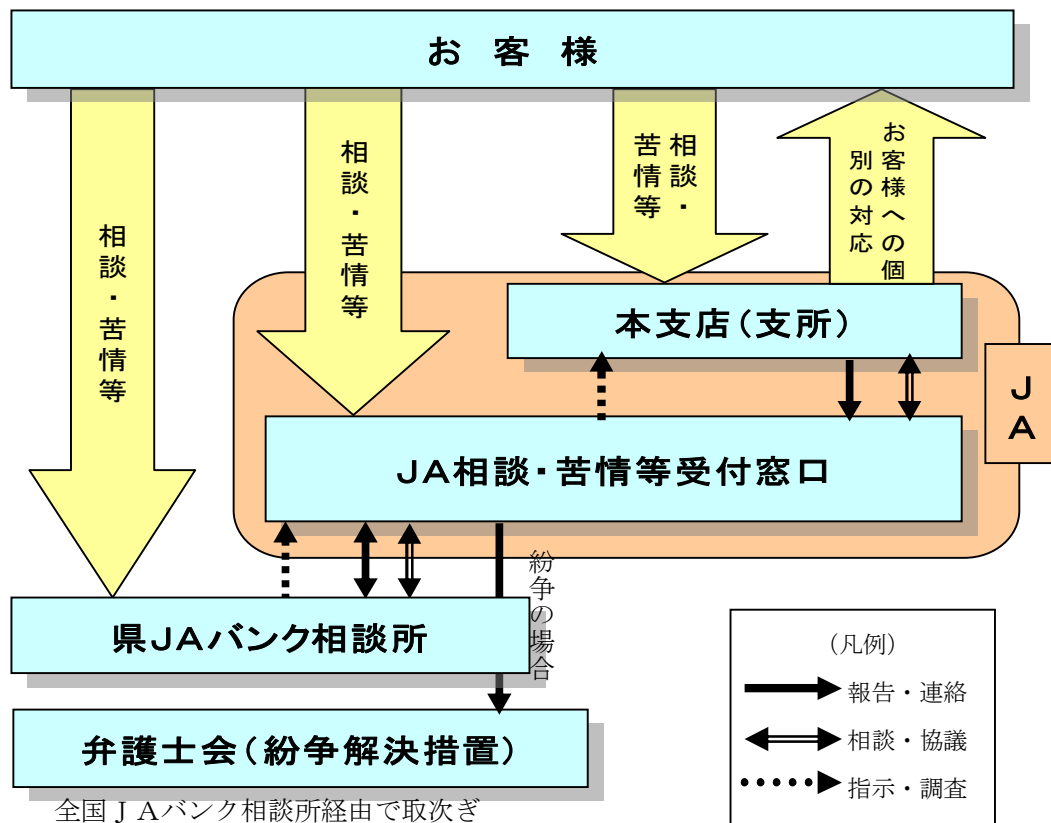 お　客　様
相談・苦情等
相談・苦情等
相談・
苦情等
お客様への個
別の対応
本支店(支所)
ＪＡ
ＪＡ相談・苦情等受付窓口
紛争の場合
県ＪＡバンク相談所
弁護士会(紛争解決措置)
全国ＪＡバンク相談所経由で取次ぎ
(凡例)
報告・連絡
相談・協議
指示・調査